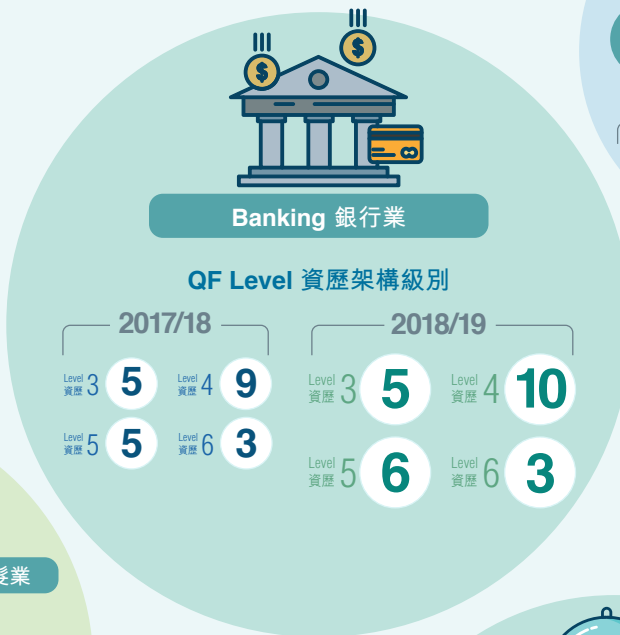 Banking 銀行業
QF Level 資歷架構級別
2017/18
Level 資歷 3 5
Level 資歷 4 9
Level 資歷 5 5
Level 資歷 6 3
2018/19
Level 資歷 3 5
Level 資歷 4 10
Level 資歷 5 6
Level 資歷 6 3
髮業